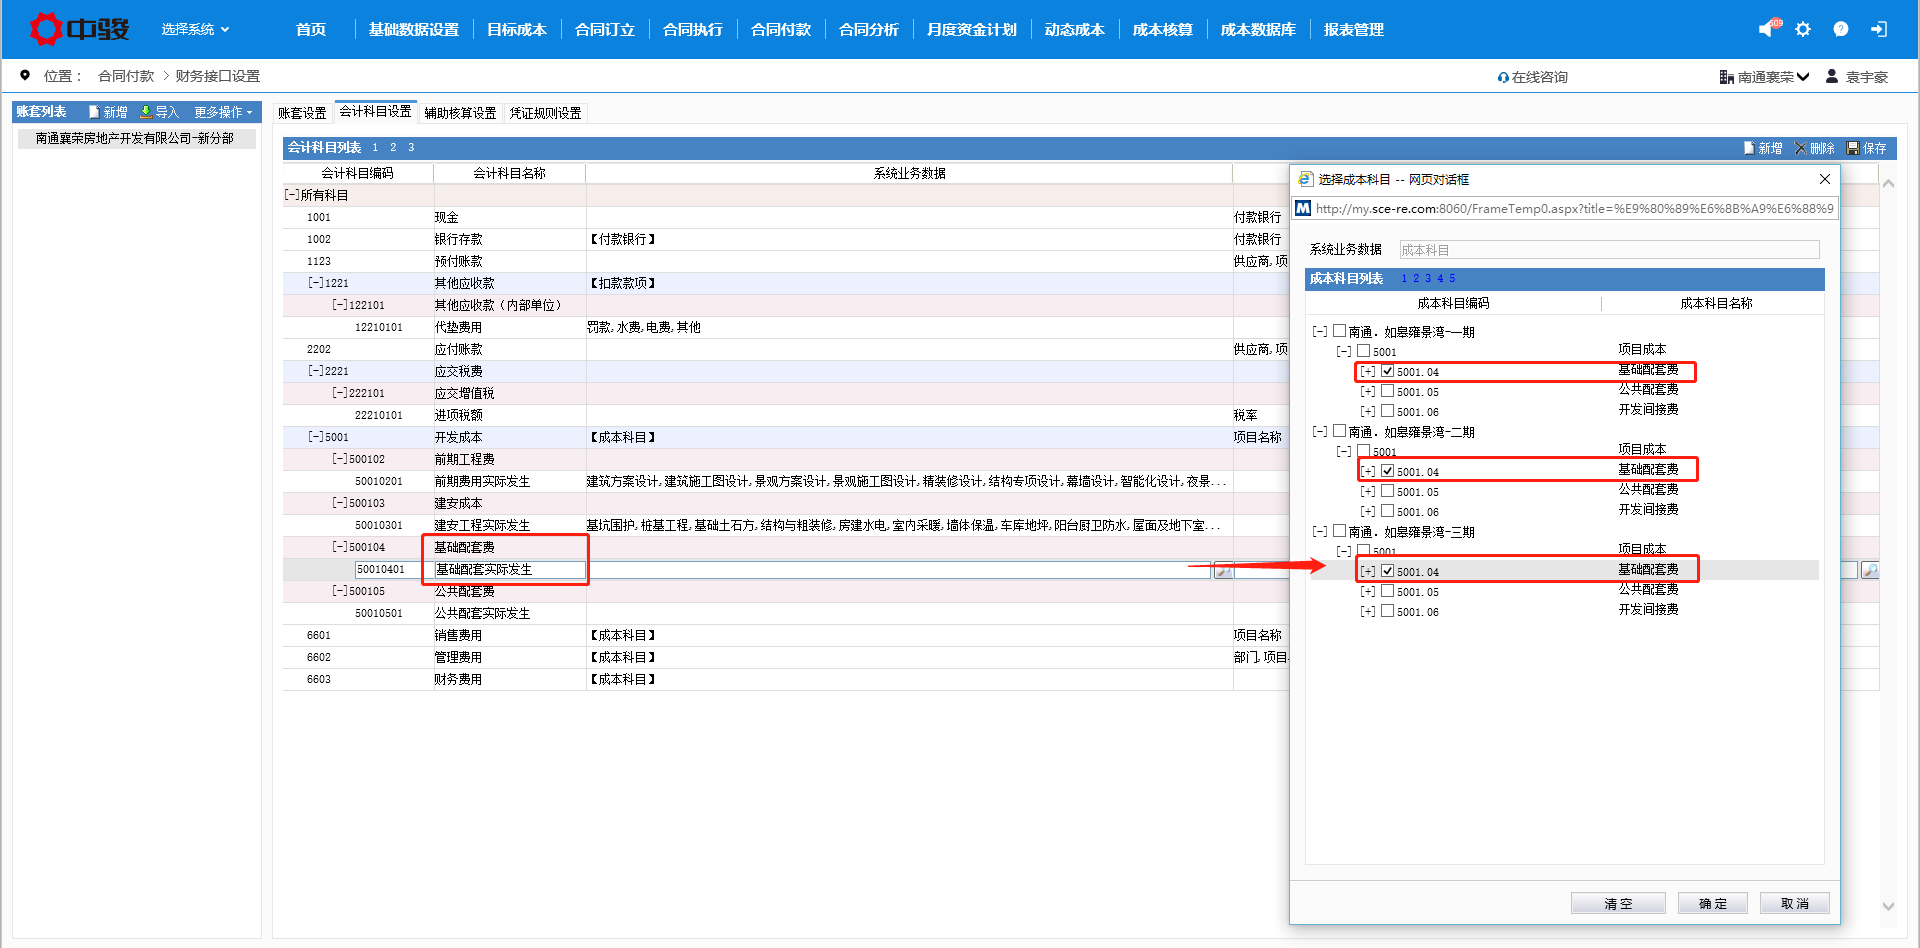 中骏 选择系统 首页 基础数据设置 目标成本 合同订立 合同执行 合同付款 合同分析 月度资金计划 动态成本 成本核算 成本数据库 报表管理
位置： 合同付款 > 财务接口设置 在线咨询 南通襄荣 袁宇豪
账套列表 新增 导入 更多操作
南通襄荣房地产开发有限公司-新分部
账套设置 会计科目设置 辅助核算设置 凭证规则设置
会计科目列表 1 2 3 新增 删除 保存
会计科目编码 会计科目名称 系统业务数据
[-]所有科目
1001 现金 付款银行
1002 银行存款 【付款银行】 付款银行
1123 预付账款 供应商,项
[-]1221 其他应收款 【扣款款项】
[-]122101 其他应收款（内部单位）
12210101 代垫费用 罚款,水费,电费,其他
2202 应付账款 供应商,项
[-]2221 应交税费
[-]222101 应交增值税
22210101 进项税额 税率
[-]5001 开发成本 【成本科目】 项目名称
[-]500102 前期工程费
50010201 前期费用实际发生 建筑方案设计,建筑施工图设计,景观方案设计,景观施工图设计,精装修设计,结构专项设计,幕墙设计,智能化设计,夜景...
[-]500103 建安成本
50010301 建安工程实际发生 基坑围护,桩基工程,基础土石方,结构与粗装修,房建水电,室内采暖,墙体保温,车库地坪,阳台厨卫防水,屋面及地下室...
[-]500104 基础配套费
50010401 基础配套实际发生
[-]500105 公共配套费
50010501 公共配套实际发生
6601 销售费用 【成本科目】 项目名称
6602 管理费用 【成本科目】 部门,项目
6603 财务费用 【成本科目】
选择成本科目 -- 网页对话框
http://my.sce-re.com:8060/FrameTemp0.aspx?title=%E9%80%89%E6%8B%A9%E6%88%9
系统业务数据 成本科目
成本科目列表 1 2 3 4 5
成本科目编码 成本科目名称
[-] 南通．如皋雍景湾-一期
[-] 5001 项目成本
[+] 5001.04 基础配套费
[+] 5001.05 公共配套费
[+] 5001.06 开发间接费
[-] 南通．如皋雍景湾-二期
[-] 5001 项目成本
[+] 5001.04 基础配套费
[+] 5001.05 公共配套费
[+] 5001.06 开发间接费
[-] 南通．如皋雍景湾-三期
[-] 5001 项目成本
[+] 5001.04 基础配套费
[+] 5001.05 公共配套费
[+] 5001.06 开发间接费
清空 确定 取消